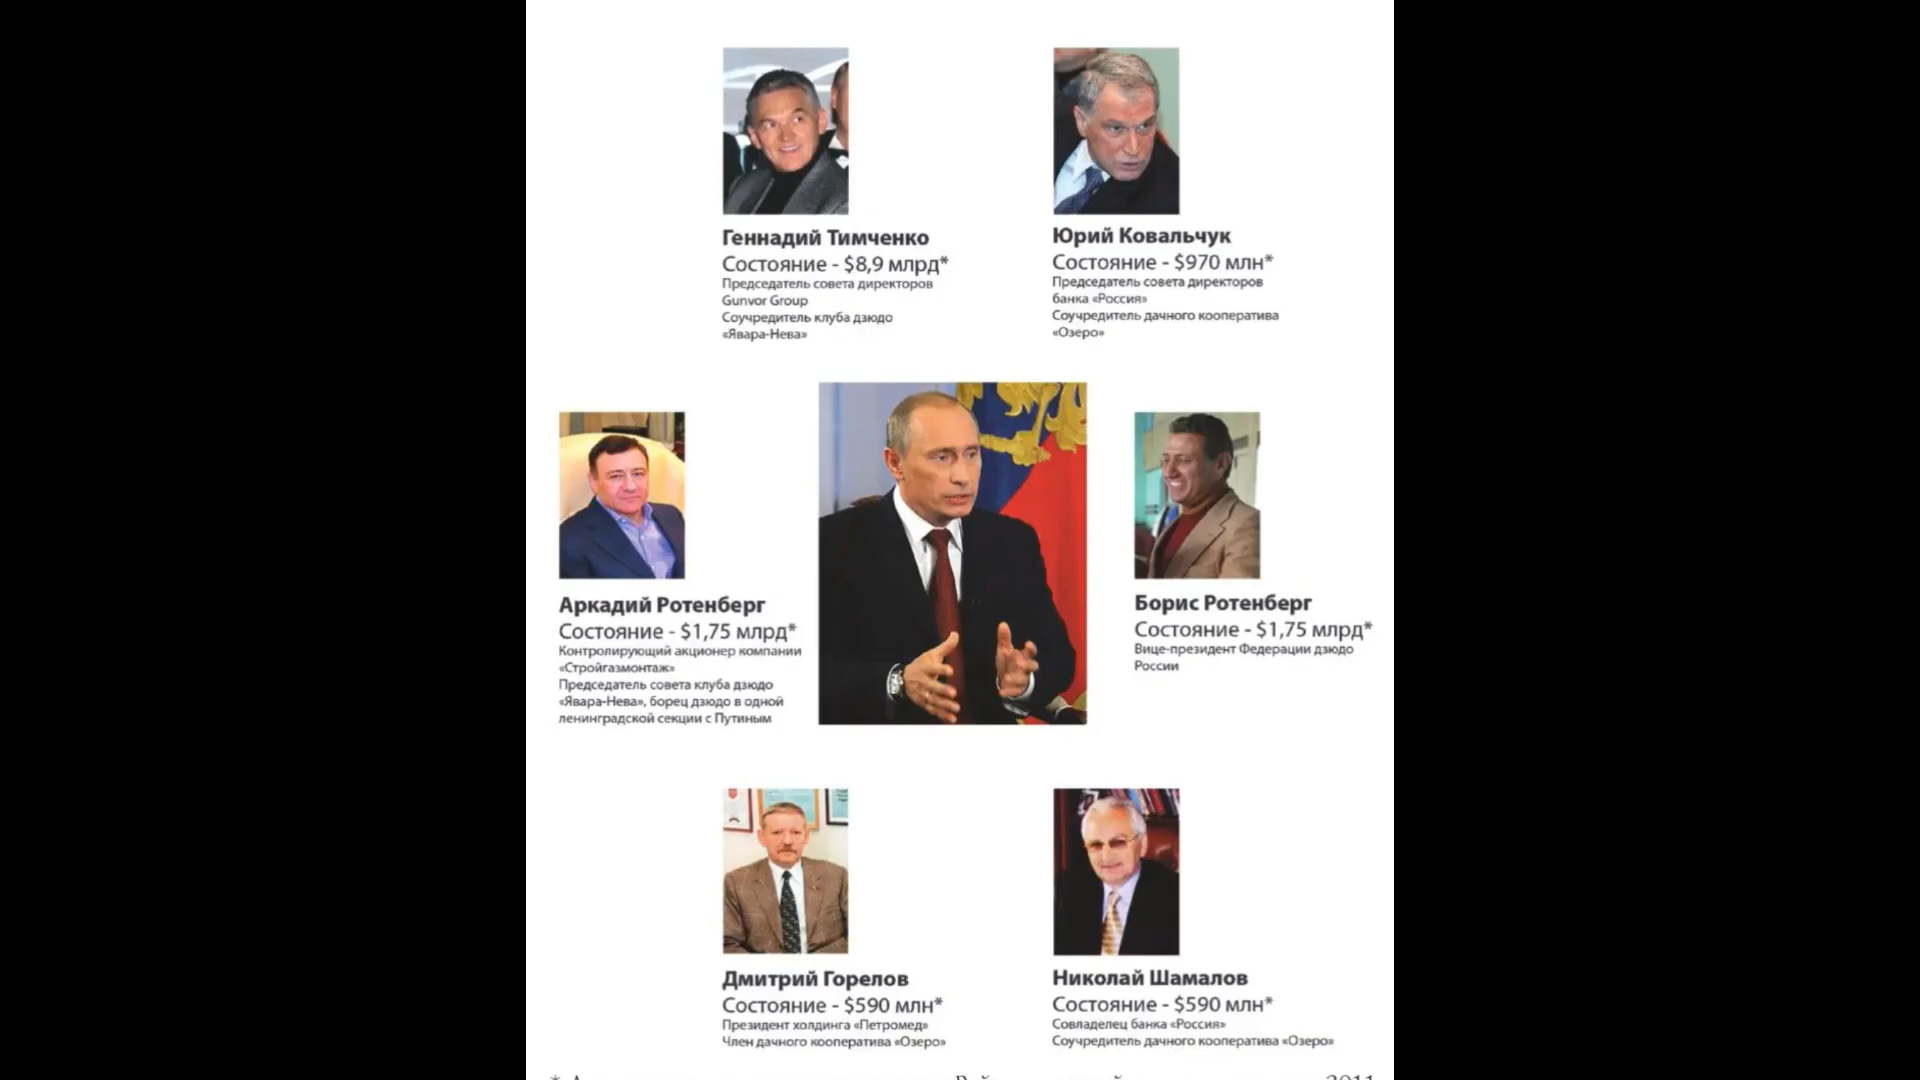 Геннадий Тимченко
Состояние - $8,9 млрд*
Председатель совета директоров
Gunvor Group
Соучредитель клуба дзюдо
«Явара-Нева»
Юрий Ковальчук
Состояние - $970 млн*
Председатель совета директоров
банка «Россия»
Соучредитель дачного кооператива
«Озеро»
Аркадий Ротенберг
Состояние - $1,75 млрд*
Контролирующий акционер компании
«Стройгазмонтаж»
Председатель совета клуба дзюдо
«Явара-Нева», борец дзюдо в одной
ленинградской секции с Путиным
Борис Ротенберг
Состояние - $1,75 млрд*
Вице-президент Федерации дзюдо
России
Дмитрий Горелов
Состояние - $590 млн*
Президент холдинга «Петромед»
Член дачного кооператива «Озеро»
Николай Шамалов
Состояние - $590 млн*
Совладелец банка «Россия»
Соучредитель дачного кооператива «Озеро»
* 2011